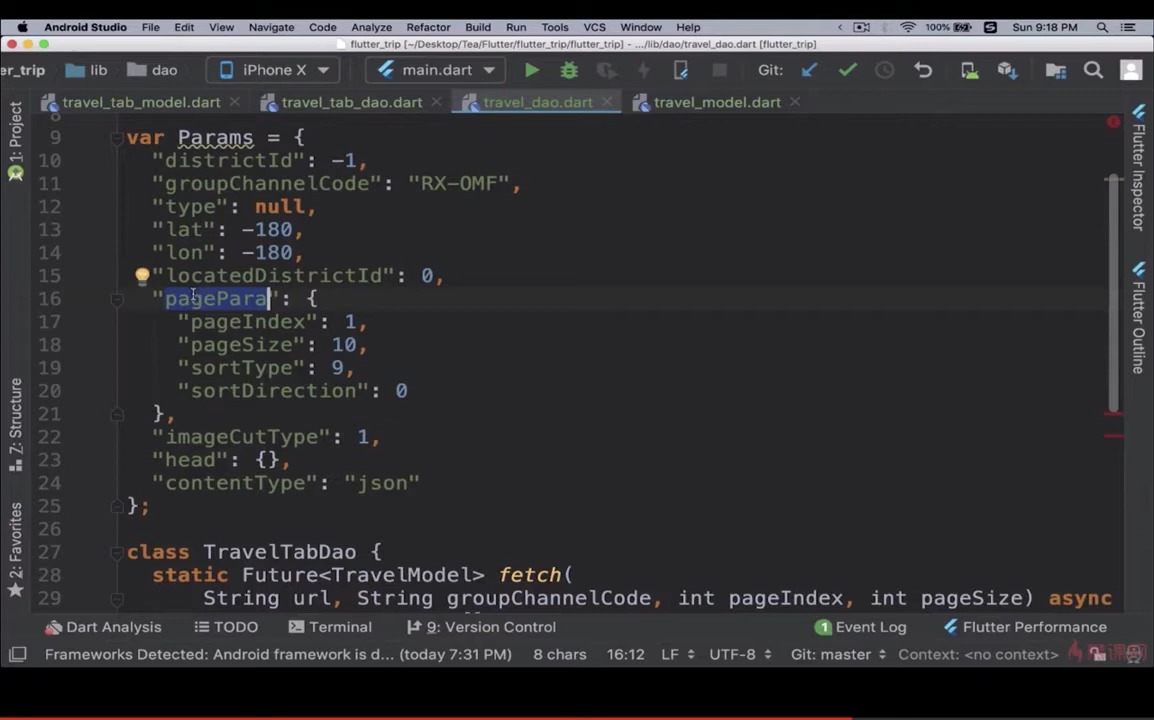 Android Studio File Edit View Navigate Code Analyze Refactor Build Run Tools VCS Window Help 100% Sun 9:18 PM
flutter_trip [~/Desktop/Tea/Flutter/flutter_trip/flutter_trip] - .../lib/dao/travel_dao.dart [flutter_trip]
er_trip lib dao iPhone X main.dart Git:
travel_tab_model.dart travel_tab_dao.dart travel_dao.dart travel_model.dart
8
9 var Params = {
10 "districtId": -1,
11 "groupChannelCode": "RX-OMF",
12 "type": null,
13 "lat": -180,
14 "lon": -180,
15 "locatedDistrictId": 0,
16 "pagePara": {
17 "pageIndex": 1,
18 "pageSize": 10,
19 "sortType": 9,
20 "sortDirection": 0
21 },
22 "imageCutType": 1,
23 "head": {},
24 "contentType": "json"
25 };
26
27 class TravelTabDao {
28 static Future<TravelModel> fetch(
29 String url, String groupChannelCode, int pageIndex, int pageSize) async
1: Project
Z: Structure
2: Favorites
Flutter Inspector
Flutter Outline
Dart Analysis TODO Terminal 9: Version Control 1 Event Log Flutter Performance
Frameworks Detected: Android framework is d... (today 7:31 PM) 8 chars 16:12 LF UTF-8 Git: master Context: <no context>